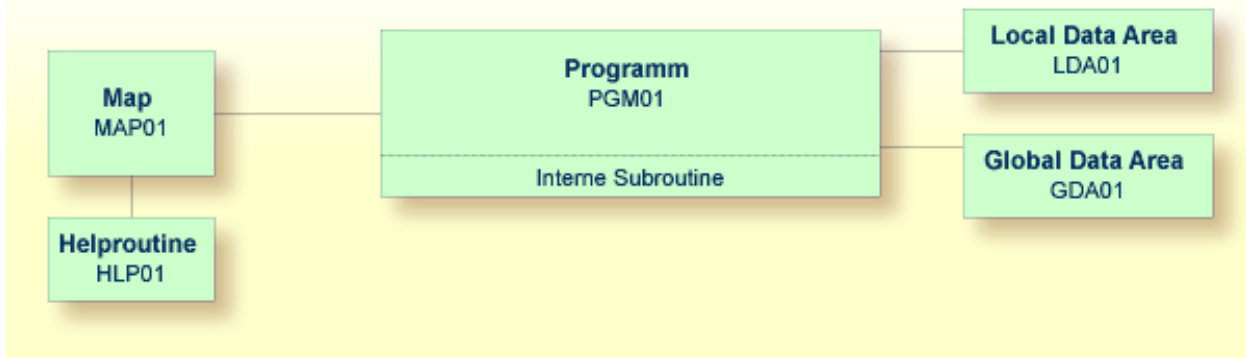 Map
MAP01
Helproutine
HLP01
Programm
PGM01
Interne Subroutine
Local Data Area
LDA01
Global Data Area
GDA01